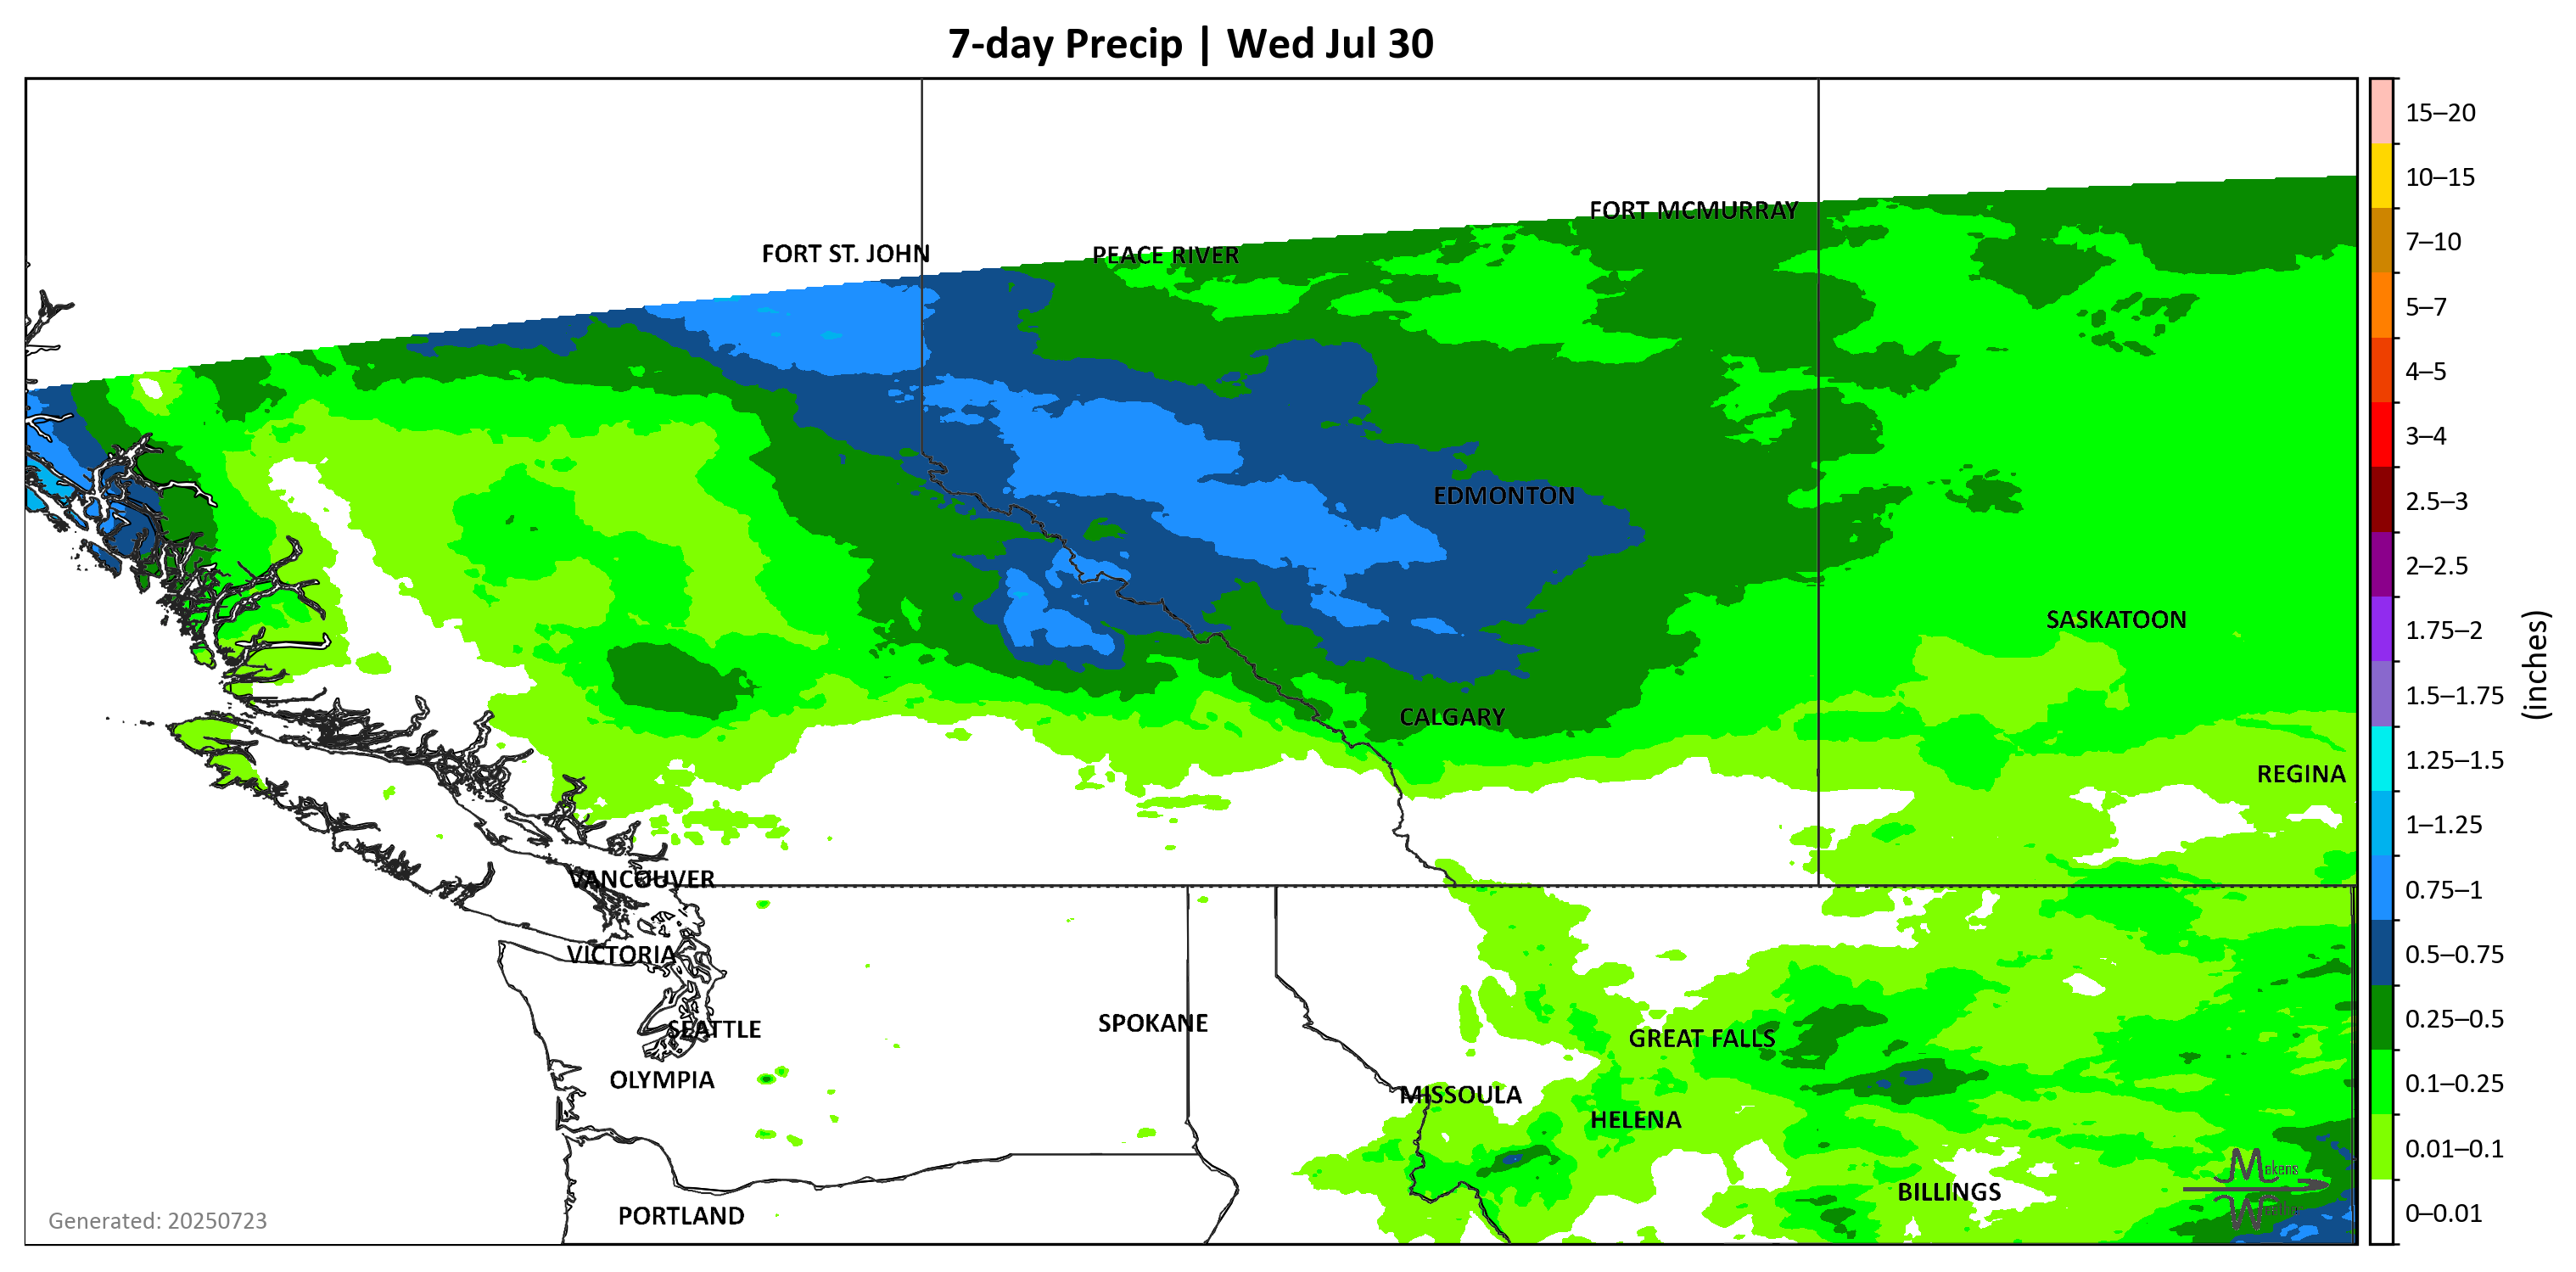 7-day Precip | Wed Jul 30
FORT MCMURRAY
FORT ST. JOHN
PEACE RIVER
EDMONTON
SASKATOON
CALGARY
REGINA
VANCOUVER
VICTORIA
SPOKANE
SEATTLE
GREAT FALLS
OLYMPIA
MISSOULA
HELENA
BILLINGS
PORTLAND
Makens
Weather
Generated: 20250723
15–20
10–15
7–10
5–7
4–5
3–4
2.5–3
2–2.5
1.75–2
1.5–1.75
1.25–1.5
1–1.25
0.75–1
0.5–0.75
0.25–0.5
0.1–0.25
0.01–0.1
0–0.01
(inches)